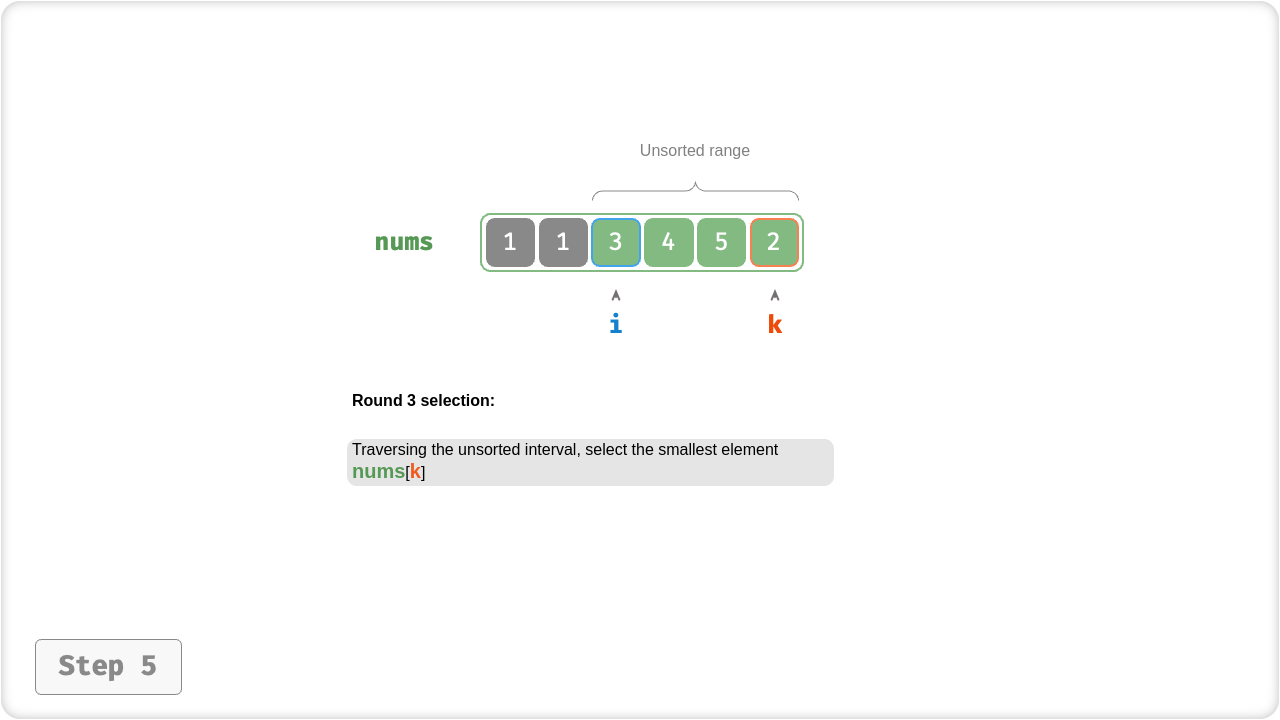 Unsorted range
nums 1 1 3 4 5 2
i k
Round 3 selection:
Traversing the unsorted interval, select the smallest element
nums[k]
Step 5